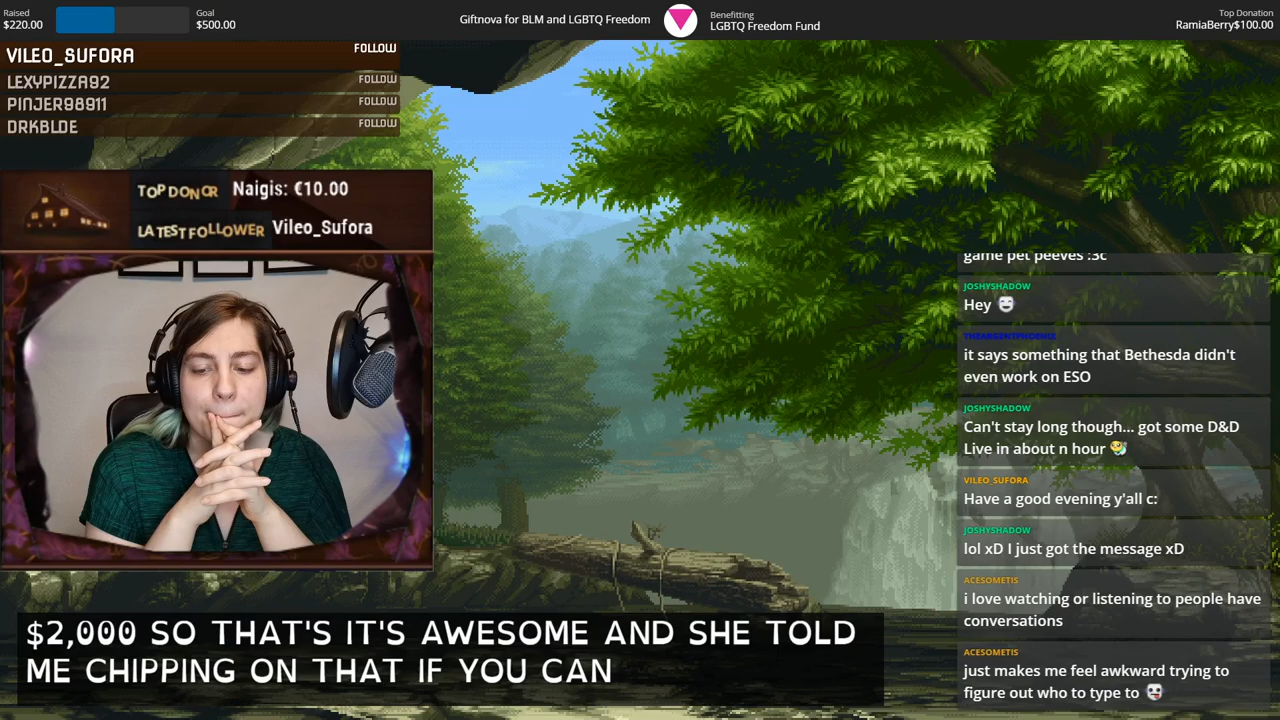 Raised
$220.00
Goal
$500.00
Giftnova for BLM and LGBTQ Freedom
Benefitting
LGBTQ Freedom Fund
Top Donation
RamiaBerry$100.00
VILEO_SUFORA FOLLOW
LEXYPIZZA92 FOLLOW
PINJER98911 FOLLOW
DRKBLDE FOLLOW
TOP DONOR Naigis: €10.00
LATEST FOLLOWER Vileo_Sufora
game pet peeves :3c
JOSHYSHADOW
Hey
THEARGENTPHOENIX
it says something that Bethesda didn't
even work on ESO
JOSHYSHADOW
Can't stay long though... got some D&D
Live in about n hour
VILEO_SUFORA
Have a good evening y'all c:
JOSHYSHADOW
lol xD I just got the message xD
ACESOMETIS
i love watching or listening to people have
conversations
ACESOMETIS
just makes me feel awkward trying to
figure out who to type to
$2,000 SO THAT'S IT'S AWESOME AND SHE TOLD
ME CHIPPING ON THAT IF YOU CAN